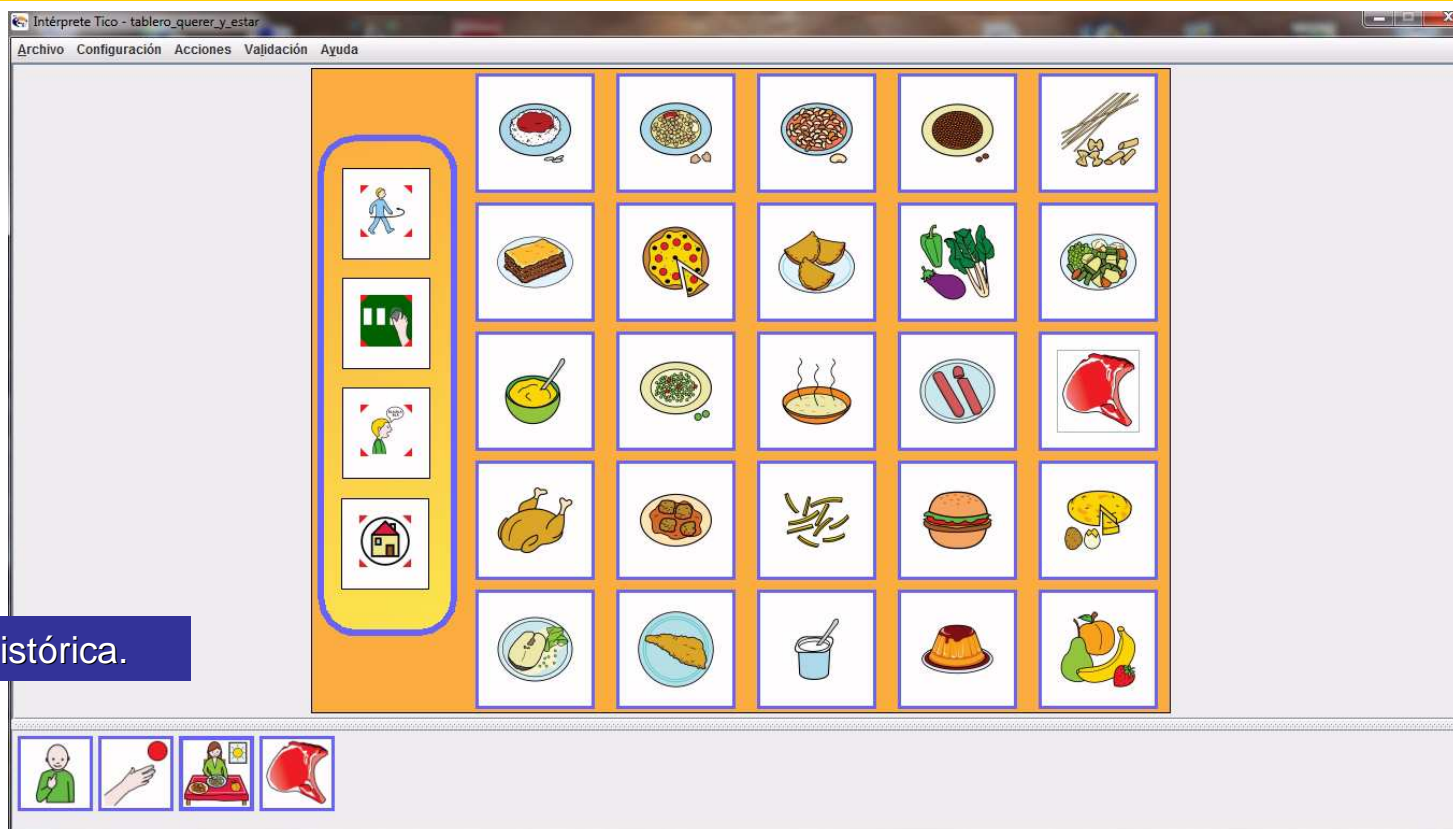 Intérprete Tico - tablero_querer_y_estar
Archivo Configuración Acciones Validación Ayuda
istórica.